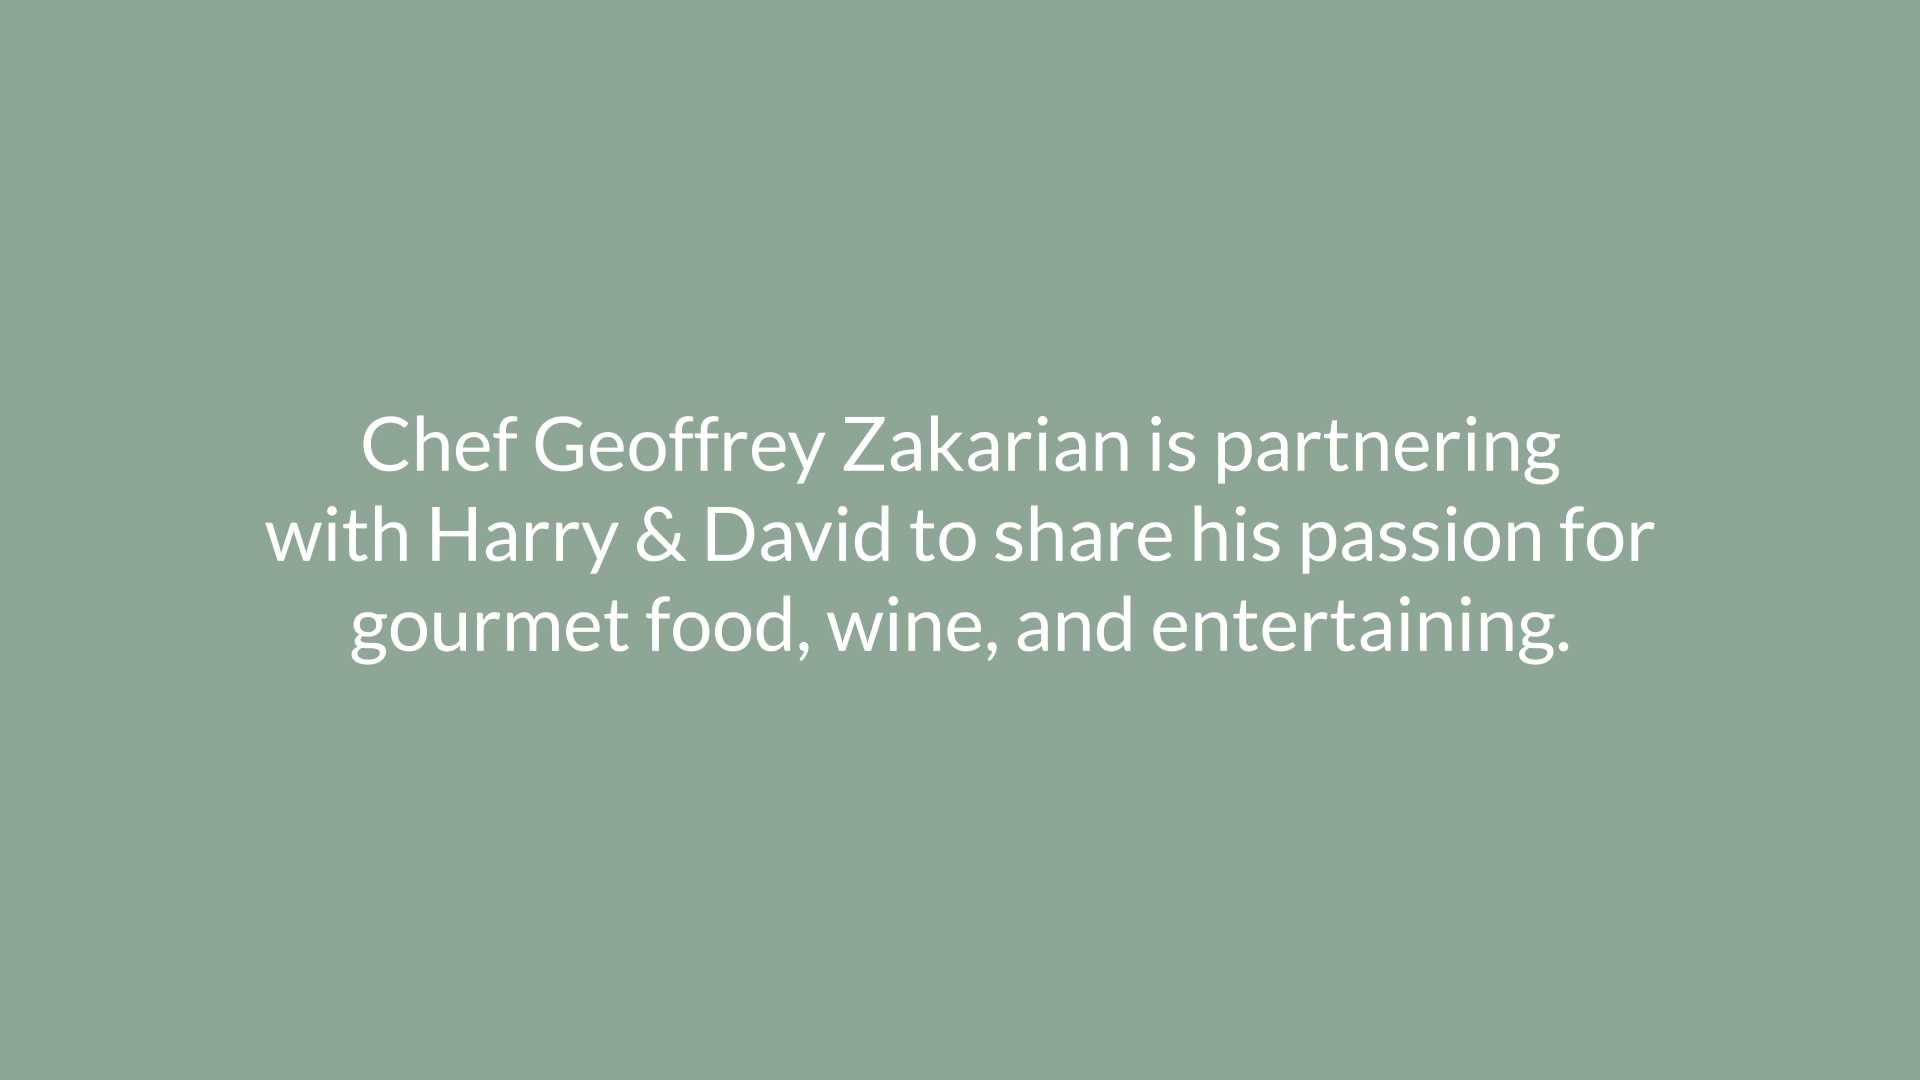 Chef Geoffrey Zakarian is partnering
with Harry & David to share his passion for
gourmet food, wine, and entertaining.